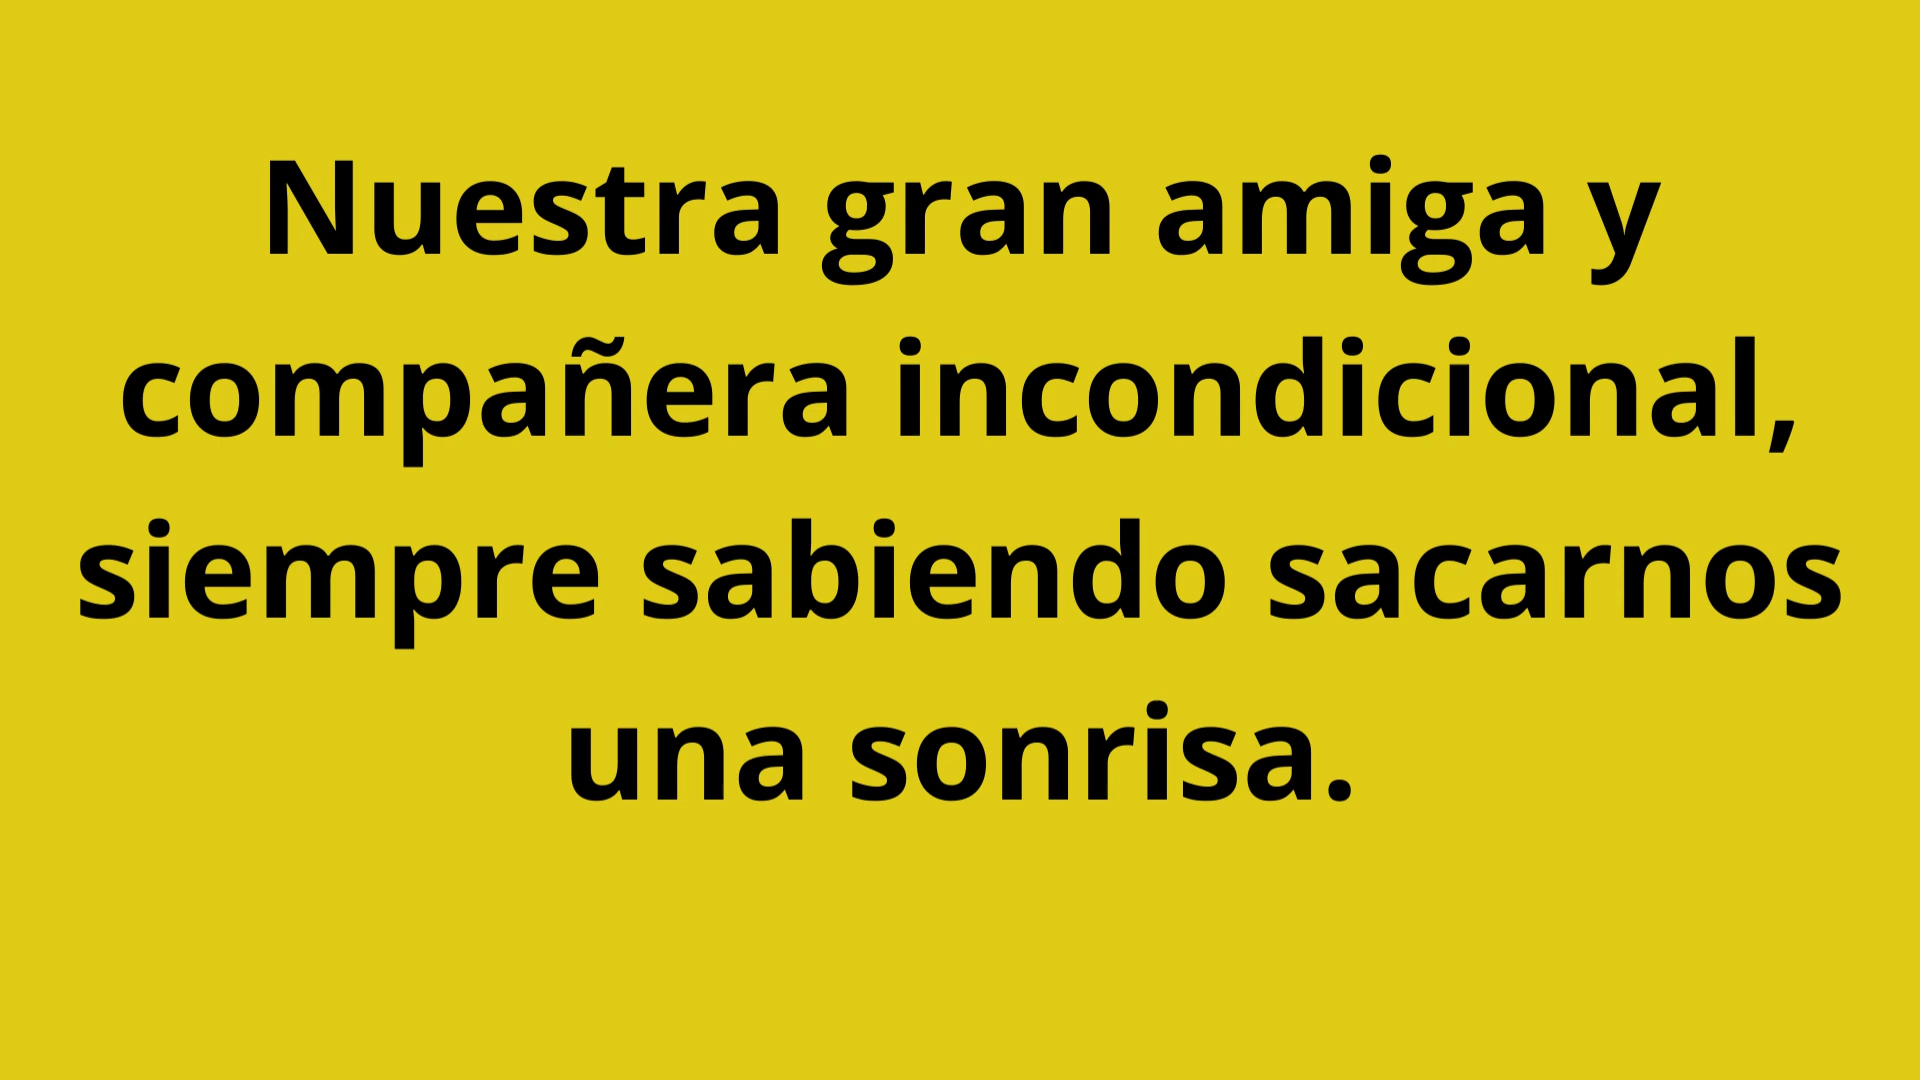 Nuestra gran amiga y
compañera incondicional,
siempre sabiendo sacarnos
una sonrisa.